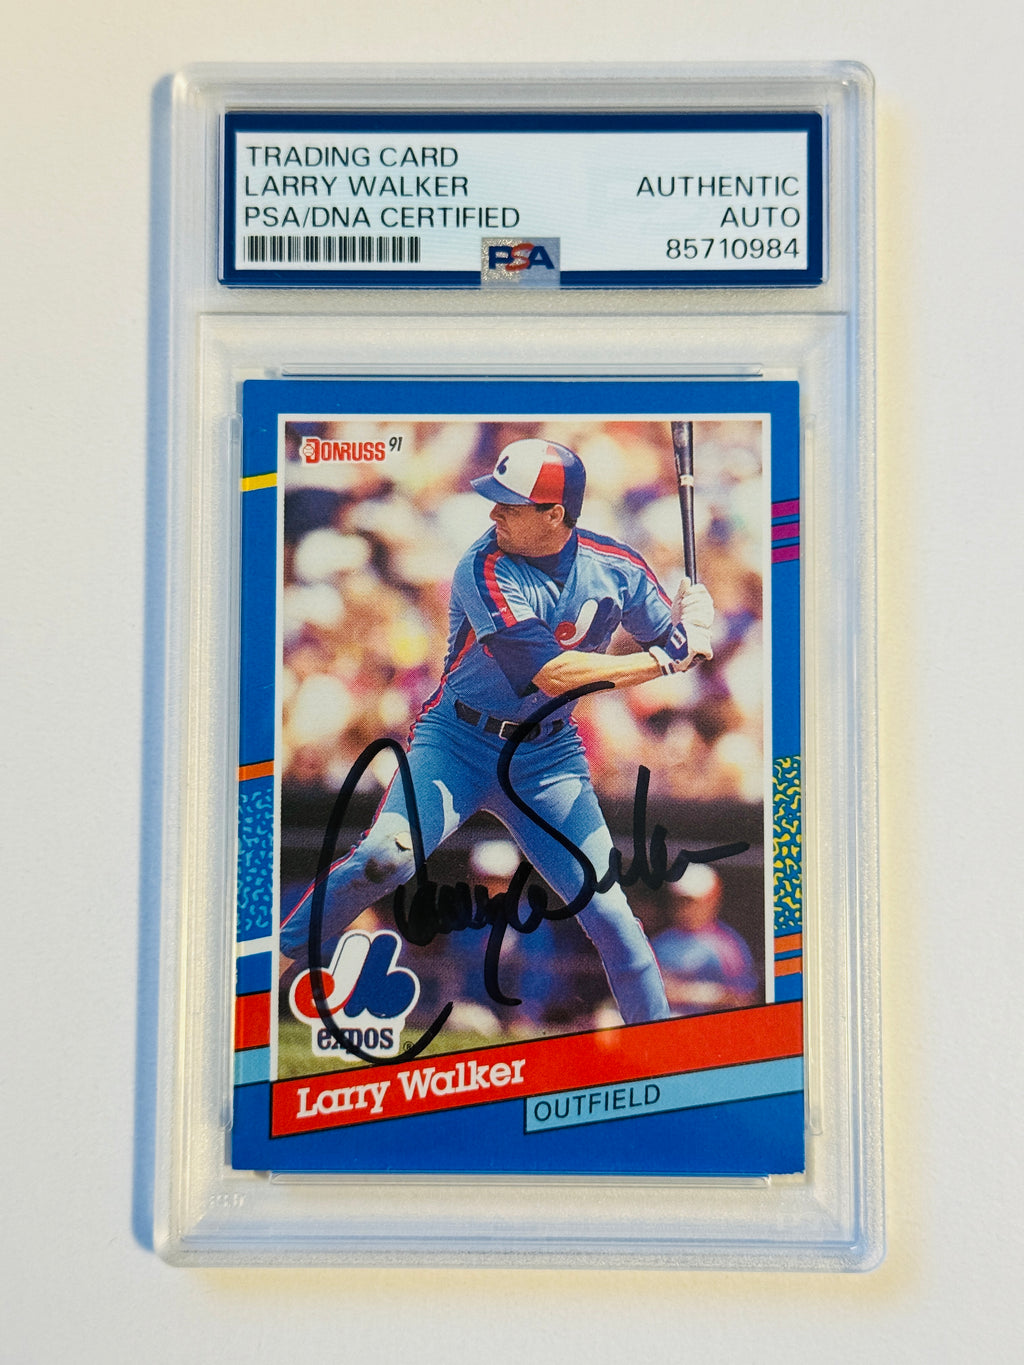 TRADING CARD
LARRY WALKER AUTHENTIC
PSA/DNA CERTIFIED AUTO
PSA 85710984
DONRUSS 91
expos ®
Larry Walker
OUTFIELD